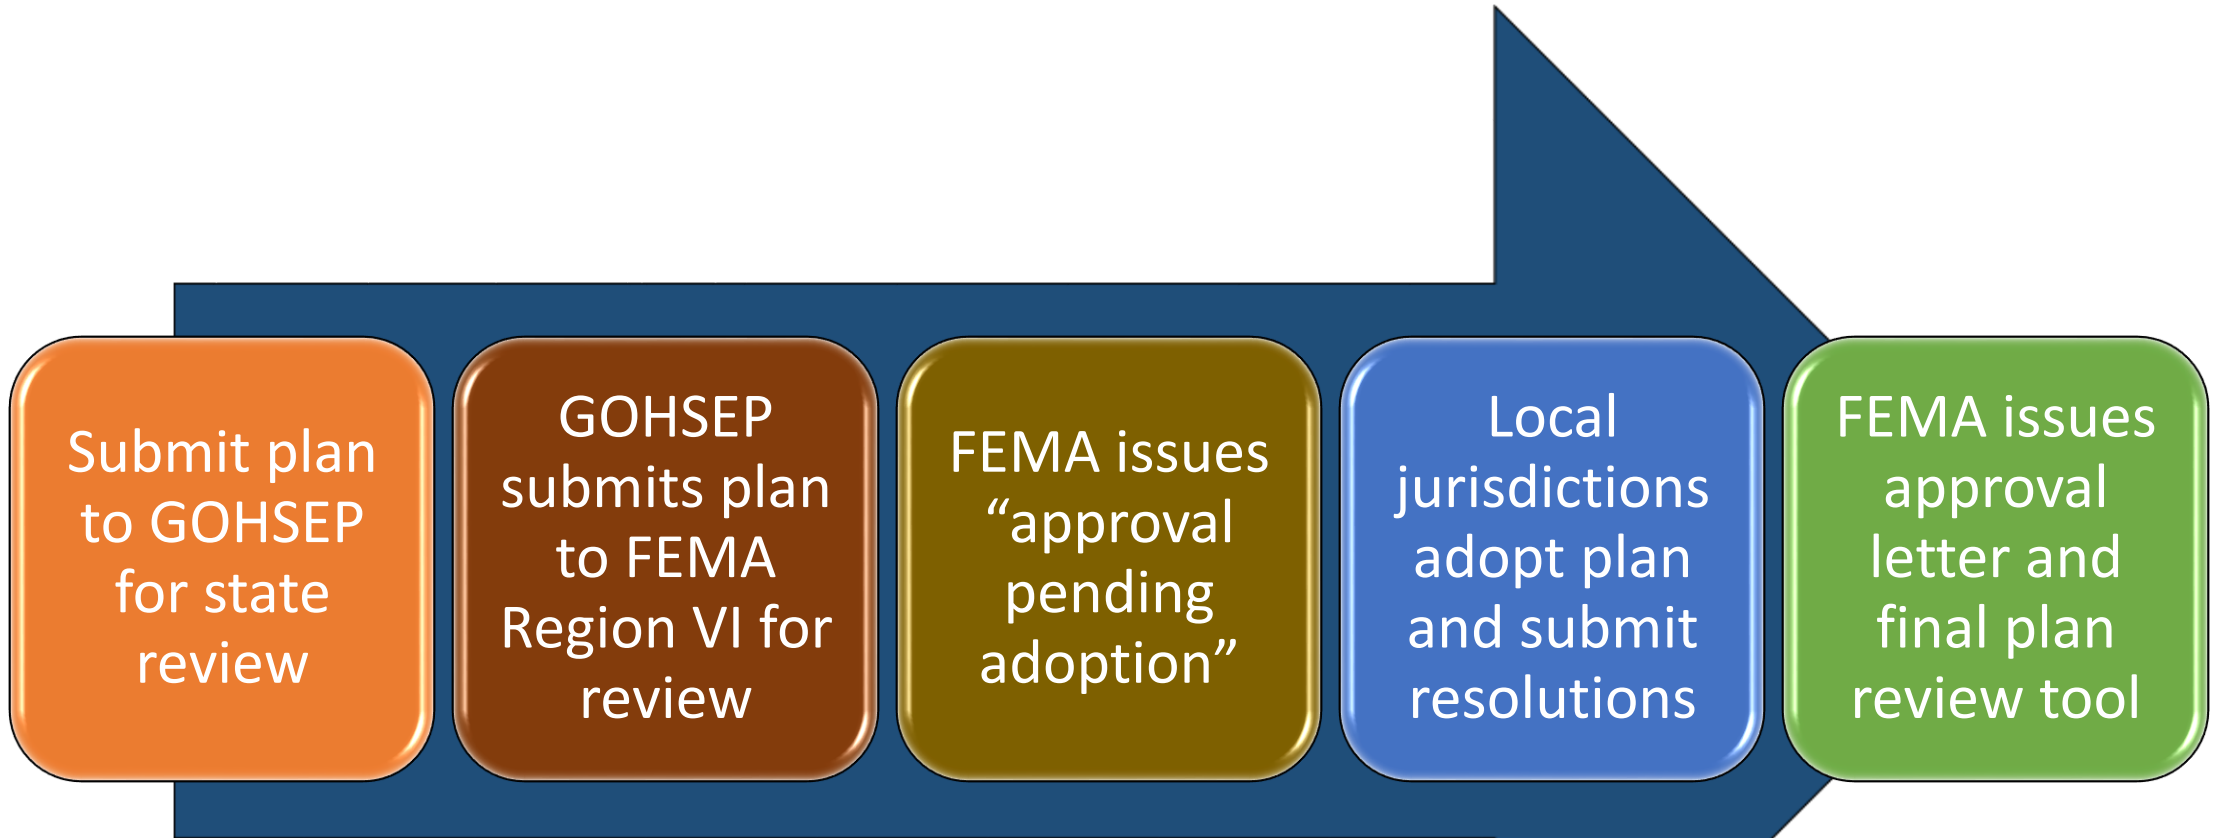 Submit plan
to GOHSEP
for state
review
GOHSEP
submits plan
to FEMA
Region VI for
review
FEMA issues
“approval
pending
adoption”
Local
jurisdictions
adopt plan
and submit
resolutions
FEMA issues
approval
letter and
final plan
review tool